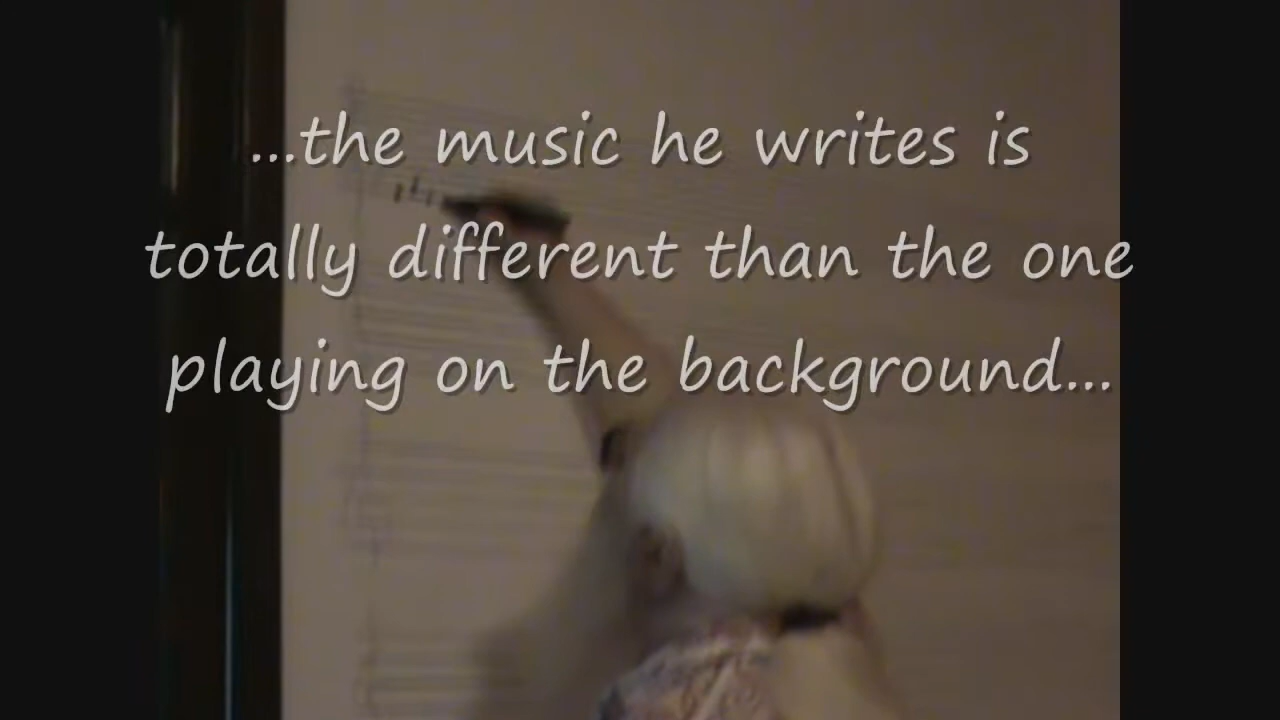 ...the music he writes is
totally different than the one
playing on the background...